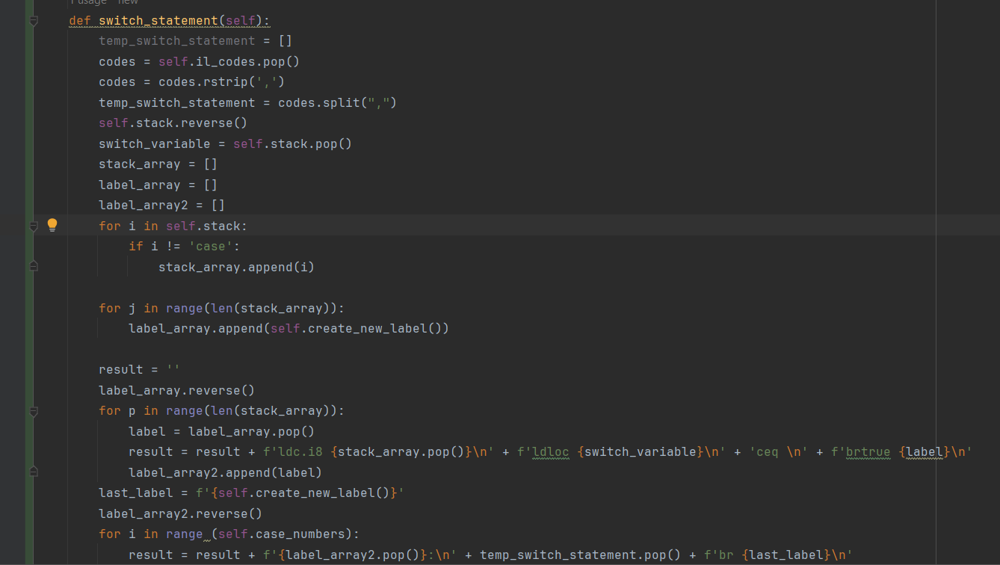 1 usage new
def switch_statement(self):
    temp_switch_statement = []
    codes = self.il_codes.pop()
    codes = codes.rstrip(',')
    temp_switch_statement = codes.split(",")
    self.stack.reverse()
    switch_variable = self.stack.pop()
    stack_array = []
    label_array = []
    label_array2 = []
    for i in self.stack:
        if i != 'case':
            stack_array.append(i)
    for j in range(len(stack_array)):
        label_array.append(self.create_new_label())
    result = ''
    label_array.reverse()
    for p in range(len(stack_array)):
        label = label_array.pop()
        result = result + f'ldc.i8 {stack_array.pop()}\n' + f'ldloc {switch_variable}\n' + 'ceq \n' + f'brtrue {label}\n'
        label_array2.append(label)
    last_label = f'{self.create_new_label()}'
    label_array2.reverse()
    for i in range (self.case_numbers):
        result = result + f'{label_array2.pop()}:\n' + temp_switch_statement.pop() + f'br {last_label}\n'